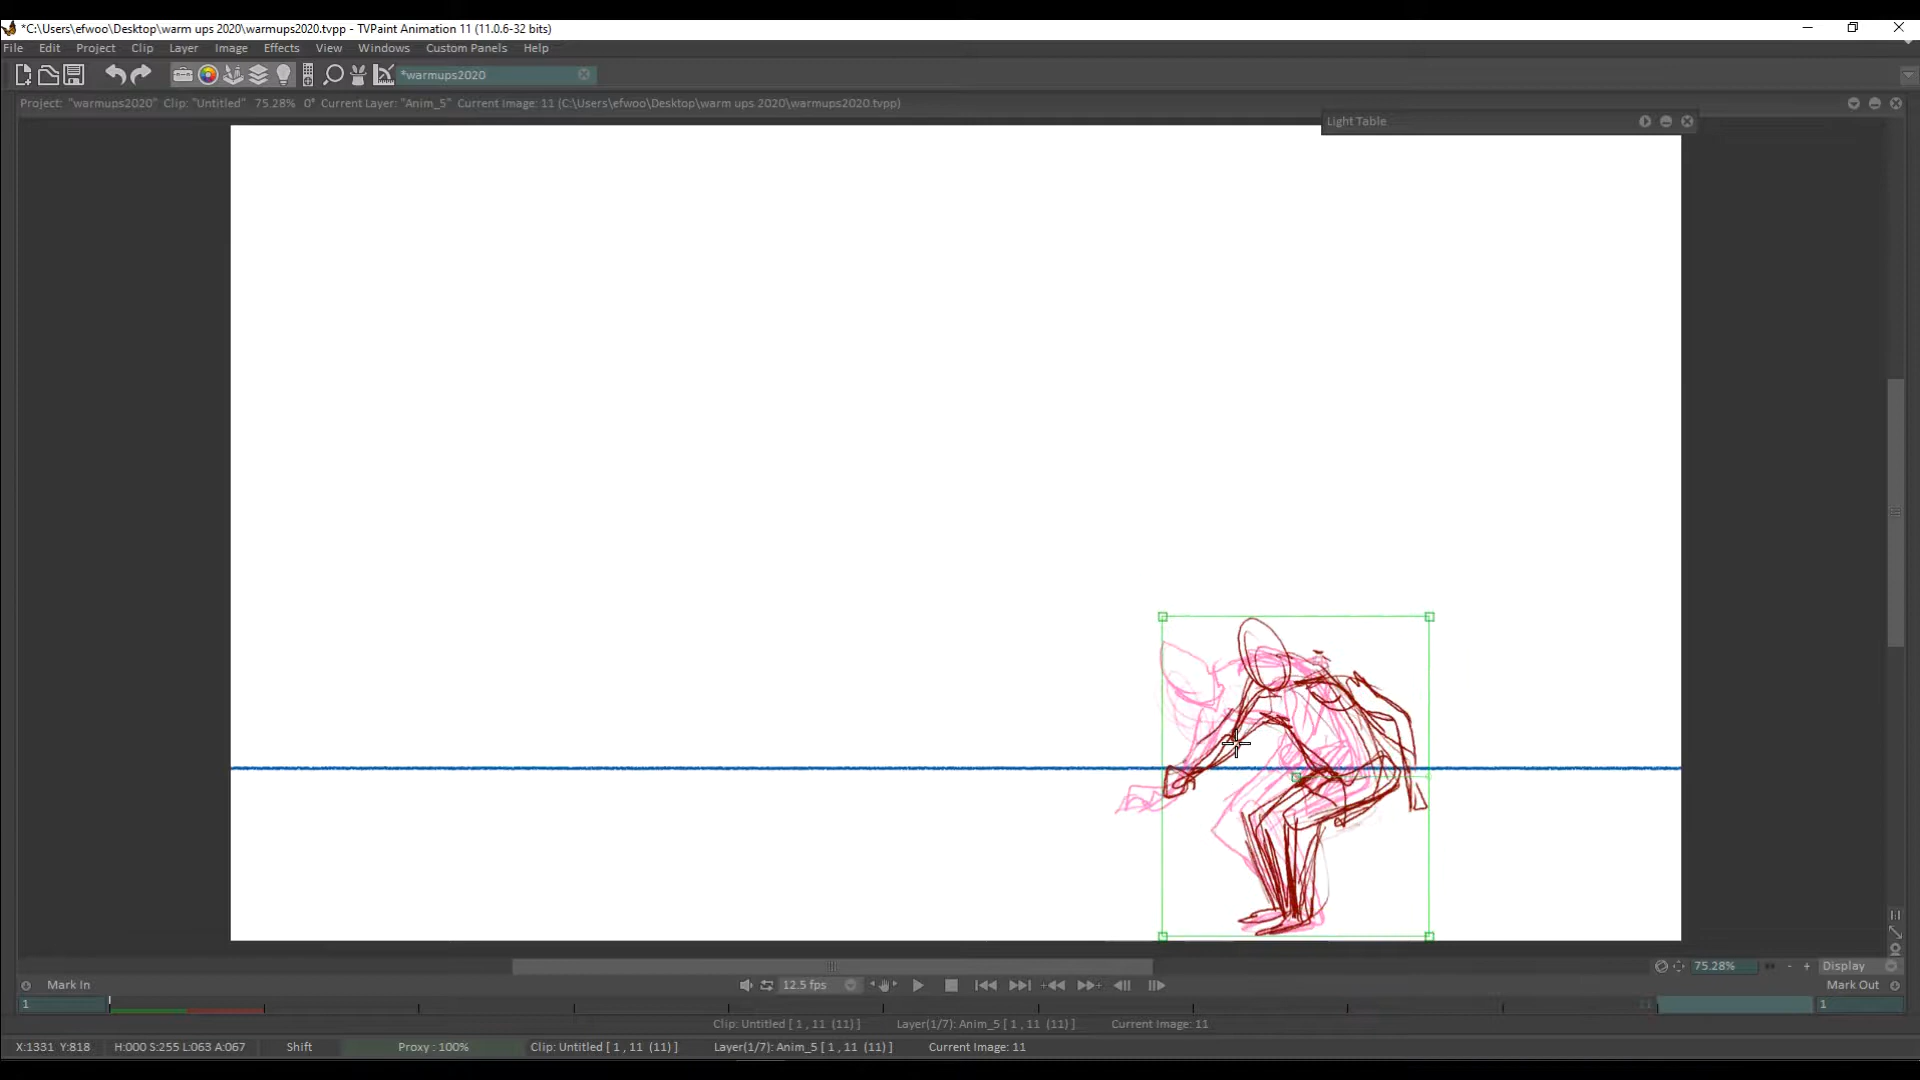 *C:\Users\efwoo\Desktop\warm ups 2020\warmups2020.tvpp - TVPaint Animation 11 (11.0.6-32 bits)
File Edit Project Clip Layer Image Effects View Windows Custom Panels Help
*warmups2020
Project: "warmups2020" Clip: "Untitled" 75.28% 0° Current Layer: "Anim_5" Current Image: 11 (C:\Users\efwoo\Desktop\warm ups 2020\warmups2020.tvpp)
Light Table
75.28% - + Display
Mark In 12.5 fps Mark Out
1 1
Clip: Untitled [ 1 , 11 (11) ] Layer(1/7): Anim_5 [ 1 , 11 (11) ] Current Image: 11
X:1331 Y:818 H:000 S:255 L:063 A:067 Shift Proxy : 100% Clip: Untitled [ 1 , 11 (11) ] Layer(1/7): Anim_5 [ 1 , 11 (11) ] Current Image: 11